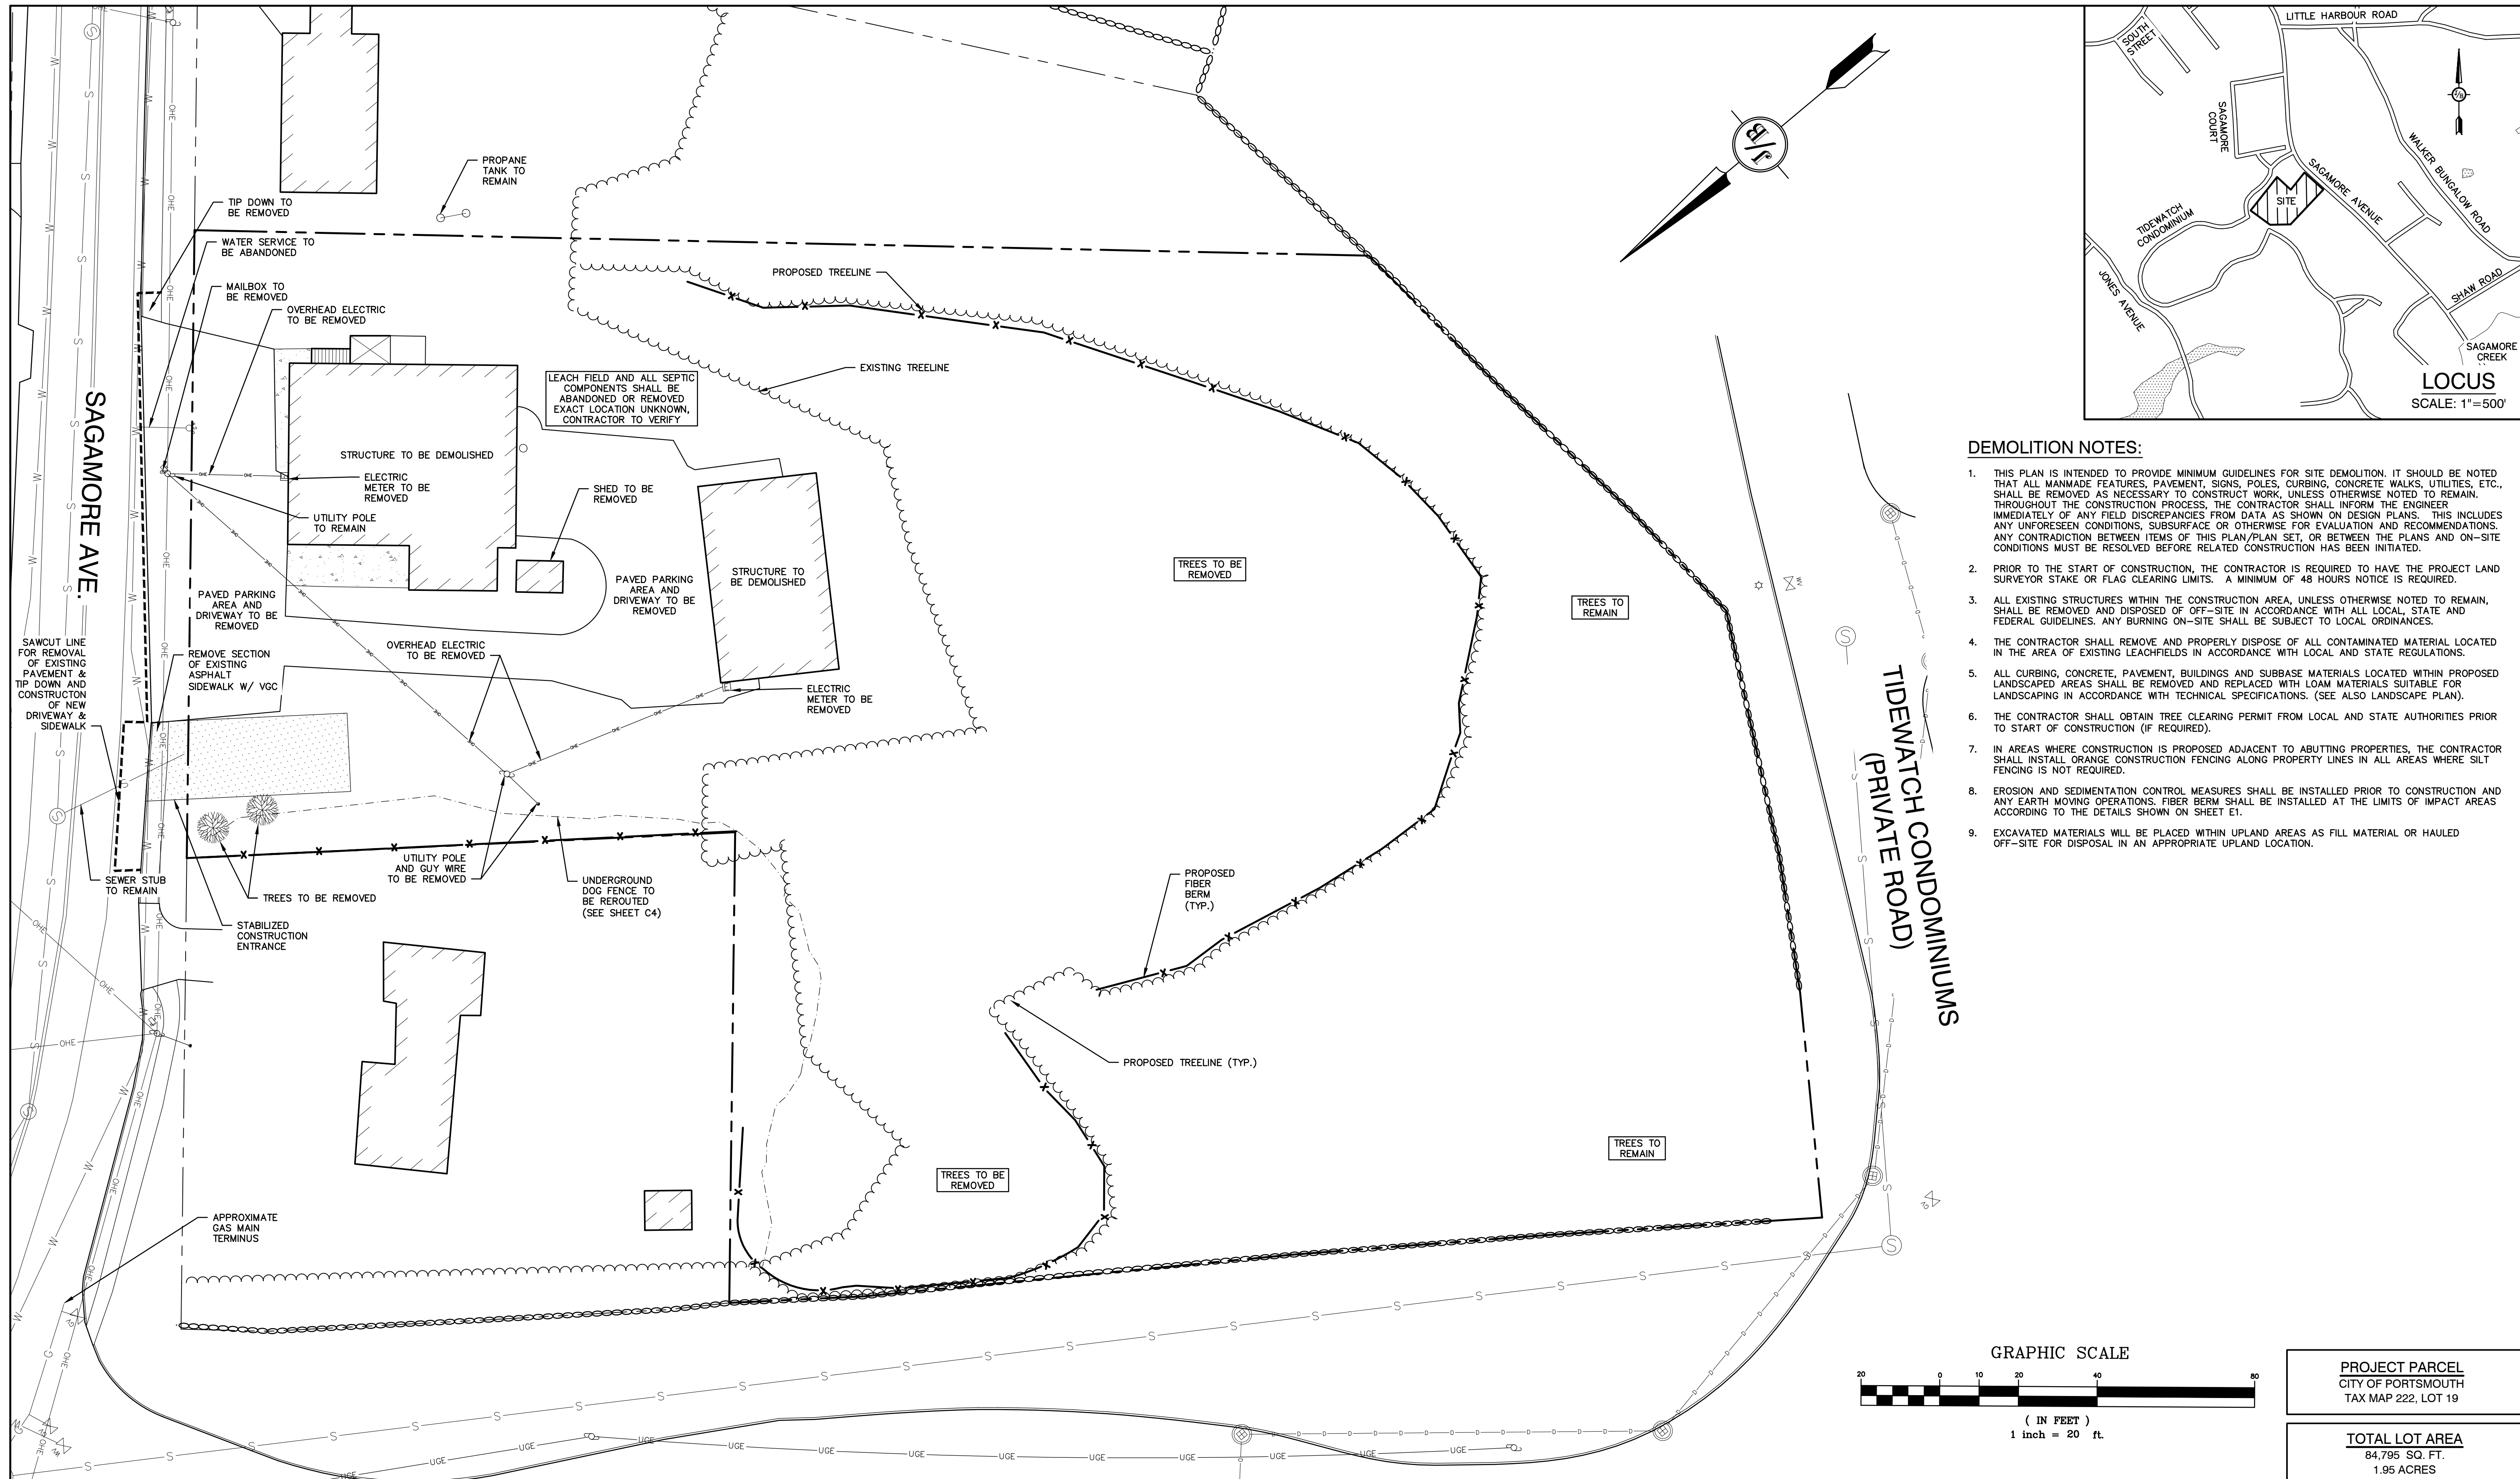 PROPANE
TANK TO
REMAIN
TIP DOWN TO
BE REMOVED
WATER SERVICE TO
BE ABANDONED
MAILBOX TO
BE REMOVED
OVERHEAD ELECTRIC
TO BE REMOVED
PROPOSED TREELINE
EXISTING TREELINE
LEACH FIELD AND ALL SEPTIC
COMPONENTS SHALL BE
ABANDONED OR REMOVED
EXACT LOCATION UNKNOWN,
CONTRACTOR TO VERIFY
STRUCTURE TO BE DEMOLISHED
ELECTRIC
METER TO BE
REMOVED
SHED TO BE
REMOVED
UTILITY POLE
TO REMAIN
SAGAMORE AVE.
PAVED PARKING
AREA AND
DRIVEWAY TO BE
REMOVED
PAVED PARKING
AREA AND
DRIVEWAY TO BE
REMOVED
STRUCTURE TO
BE DEMOLISHED
TREES TO BE
REMOVED
TREES TO
REMAIN
SAWCUT LINE
FOR REMOVAL
OF EXISTING
PAVEMENT &
TIP DOWN AND
CONSTRUCTON
OF NEW
DRIVEWAY &
SIDEWALK
REMOVE SECTION
OF EXISTING
ASPHALT
SIDEWALK W/ VGC
OVERHEAD ELECTRIC
TO BE REMOVED
ELECTRIC
METER TO BE
REMOVED
SEWER STUB
TO REMAIN
TREES TO BE REMOVED
STABILIZED
CONSTRUCTION
ENTRANCE
UTILITY POLE
AND GUY WIRE
TO BE REMOVED
UNDERGROUND
DOG FENCE TO
BE REROUTED
(SEE SHEET C4)
PROPOSED
FIBER
BERM
(TYP.)
PROPOSED TREELINE (TYP.)
TREES TO BE
REMOVED
TREES TO
REMAIN
APPROXIMATE
GAS MAIN
TERMINUS
TIDEWATCH CONDOMINIUMS
(PRIVATE ROAD)
J/B
LITTLE HARBOUR ROAD
SOUTH
STREET
SAGAMORE
COURT
SAGAMORE AVENUE
WALKER BUNGALOW ROAD
SITE
TIDEWATCH
CONDOMINIUM
JONES AVENUE
SHAW ROAD
SAGAMORE
CREEK
LOCUS
SCALE: 1"=500'
DEMOLITION NOTES:
1. THIS PLAN IS INTENDED TO PROVIDE MINIMUM GUIDELINES FOR SITE DEMOLITION. IT SHOULD BE NOTED
THAT ALL MANMADE FEATURES, PAVEMENT, SIGNS, POLES, CURBING, CONCRETE WALKS, UTILITIES, ETC.,
SHALL BE REMOVED AS NECESSARY TO CONSTRUCT WORK, UNLESS OTHERWISE NOTED TO REMAIN.
THROUGHOUT THE CONSTRUCTION PROCESS, THE CONTRACTOR SHALL INFORM THE ENGINEER
IMMEDIATELY OF ANY FIELD DISCREPANCIES FROM DATA AS SHOWN ON DESIGN PLANS. THIS INCLUDES
ANY UNFORESEEN CONDITIONS, SUBSURFACE OR OTHERWISE FOR EVALUATION AND RECOMMENDATIONS.
ANY CONTRADICTION BETWEEN ITEMS OF THIS PLAN/PLAN SET, OR BETWEEN THE PLANS AND ON-SITE
CONDITIONS MUST BE RESOLVED BEFORE RELATED CONSTRUCTION HAS BEEN INITIATED.
2. PRIOR TO THE START OF CONSTRUCTION, THE CONTRACTOR IS REQUIRED TO HAVE THE PROJECT LAND
SURVEYOR STAKE OR FLAG CLEARING LIMITS. A MINIMUM OF 48 HOURS NOTICE IS REQUIRED.
3. ALL EXISTING STRUCTURES WITHIN THE CONSTRUCTION AREA, UNLESS OTHERWISE NOTED TO REMAIN,
SHALL BE REMOVED AND DISPOSED OF OFF-SITE IN ACCORDANCE WITH ALL LOCAL, STATE AND
FEDERAL GUIDELINES. ANY BURNING ON-SITE SHALL BE SUBJECT TO LOCAL ORDINANCES.
4. THE CONTRACTOR SHALL REMOVE AND PROPERLY DISPOSE OF ALL CONTAMINATED MATERIAL LOCATED
IN THE AREA OF EXISTING LEACHFIELDS IN ACCORDANCE WITH LOCAL AND STATE REGULATIONS.
5. ALL CURBING, CONCRETE, PAVEMENT, BUILDINGS AND SUBBASE MATERIALS LOCATED WITHIN PROPOSED
LANDSCAPED AREAS SHALL BE REMOVED AND REPLACED WITH LOAM MATERIALS SUITABLE FOR
LANDSCAPING IN ACCORDANCE WITH TECHNICAL SPECIFICATIONS. (SEE ALSO LANDSCAPE PLAN).
6. THE CONTRACTOR SHALL OBTAIN TREE CLEARING PERMIT FROM LOCAL AND STATE AUTHORITIES PRIOR
TO START OF CONSTRUCTION (IF REQUIRED).
7. IN AREAS WHERE CONSTRUCTION IS PROPOSED ADJACENT TO ABUTTING PROPERTIES, THE CONTRACTOR
SHALL INSTALL ORANGE CONSTRUCTION FENCING ALONG PROPERTY LINES IN ALL AREAS WHERE SILT
FENCING IS NOT REQUIRED.
8. EROSION AND SEDIMENTATION CONTROL MEASURES SHALL BE INSTALLED PRIOR TO CONSTRUCTION AND
ANY EARTH MOVING OPERATIONS. FIBER BERM SHALL BE INSTALLED AT THE LIMITS OF IMPACT AREAS
ACCORDING TO THE DETAILS SHOWN ON SHEET E1.
9. EXCAVATED MATERIALS WILL BE PLACED WITHIN UPLAND AREAS AS FILL MATERIAL OR HAULED
OFF-SITE FOR DISPOSAL IN AN APPROPRIATE UPLAND LOCATION.
GRAPHIC SCALE
20 0 10 20 40 80
( IN FEET )
1 inch = 20 ft.
PROJECT PARCEL
CITY OF PORTSMOUTH
TAX MAP 222, LOT 19
TOTAL LOT AREA
84,795 SQ. FT.
1.95 ACRES